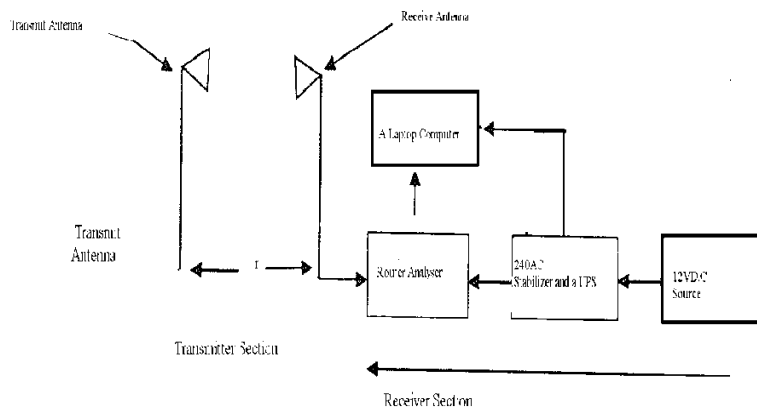 Transmit Antenna
Receive Antenna
A Laptop Computer
Transmit
Antenna
r
Router Analyser
240AC
Stabilizer and a UPS
12VD/C
Source
Transmitter Section
Receiver Section